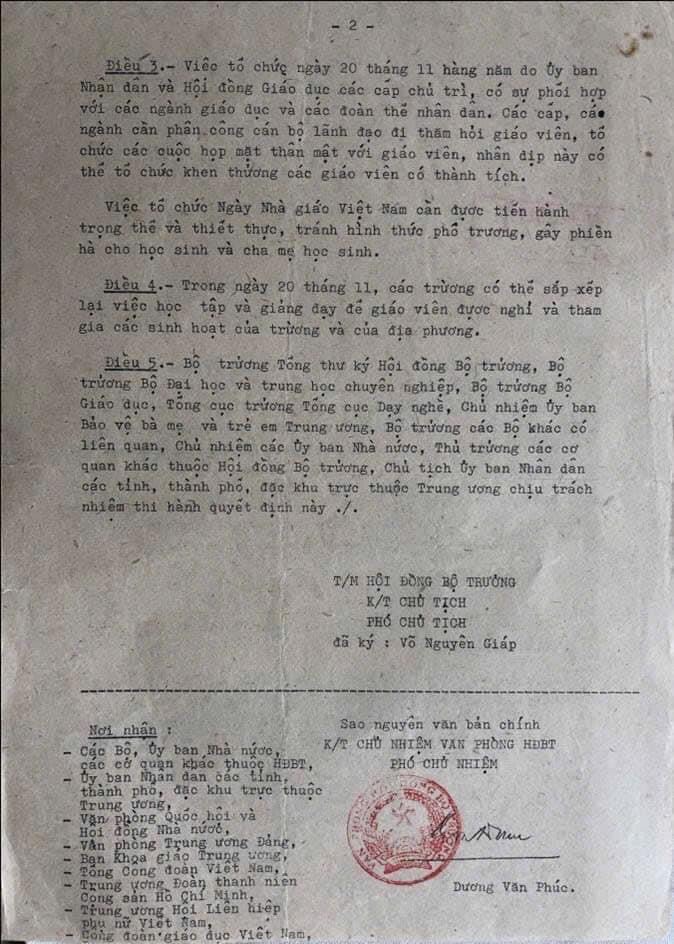 - 2 -
Điều 3.- Việc tổ chức ngày 20 tháng 11 hàng năm do Ủy ban
Nhận dân và Hội đồng Giáo dục các cấp chủ trì, có sự phối hợp
với các ngành giáo dục và các đoàn thể nhân dân. Các cấp, các
ngành cần phân công cán bộ lãnh đạo đi thăm hỏi giáo viên, tổ
chức các cuộc họp mặt thân mật với giáo viên, nhân dịp này có
thể tổ chức khen thưởng các giáo viên có thành tích.
Việc tổ chức Ngày Nhà giáo Việt Nam cần được tiến hành
trọng thể và thiết thực, tránh hình thức phô trương, gây phiền
hà cho học sinh và cha mẹ học sinh.
Điều 4.- Trong ngày 20 tháng 11, các trường có thể sắp xếp
lại việc học tập và giảng dạy để giáo viên được nghỉ và tham
gia các sinh hoạt của trường và của địa phương.
Điều 5.- Bộ trưởng Tổng thư ký Hội đồng Bộ trưởng, Bộ
trưởng Bộ Đại học và trung học chuyên nghiệp, Bộ trưởng Bộ
Giáo dục, Tổng cục trưởng Tổng cục Dạy nghề, Chủ nhiệm Ủy ban
Bảo vệ bà mẹ và trẻ em Trung ương, Bộ trưởng các Bộ khác có
liên quan, Chủ nhiệm các Ủy ban Nhà nước, Thủ trưởng các cơ
quan khác thuộc Hội đồng Bộ trưởng, Chủ tịch Ủy ban Nhân dân
các tỉnh, thành phố, đặc khu trực thuộc Trung ương chịu trách
nhiệm thi hành quyết định này ./.
T/M HỘI ĐỒNG BỘ TRƯỞNG
K/T CHỦ TỊCH
PHÓ CHỦ TỊCH
đã ký : Võ Nguyên Giáp
Nơi nhận :
- Các Bộ, Ủy ban Nhà nước,
các cơ quan khác thuộc HĐBT,
- Ủy ban Nhân dân các tỉnh,
thành phố, đặc khu trực thuộc
Trung ương,
- Văn phòng Quốc hội và
Hội đồng Nhà nước,
- Văn phòng Trung ương Đảng,
- Ban Khoa giáo Trung ương,
- Tổng Công đoàn Việt Nam,
- Trung ương Đoàn thanh niên
Cộng sản Hồ Chí Minh,
- Trung ương Hội Liên hiệp
phụ nữ Việt Nam,
- Công đoàn giáo dục Việt Nam,
Sao nguyên văn bản chính
K/T CHỦ NHIỆM VĂN PHÒNG HĐBT
PHÓ CHỦ NHIỆM
Dương Văn Phúc.